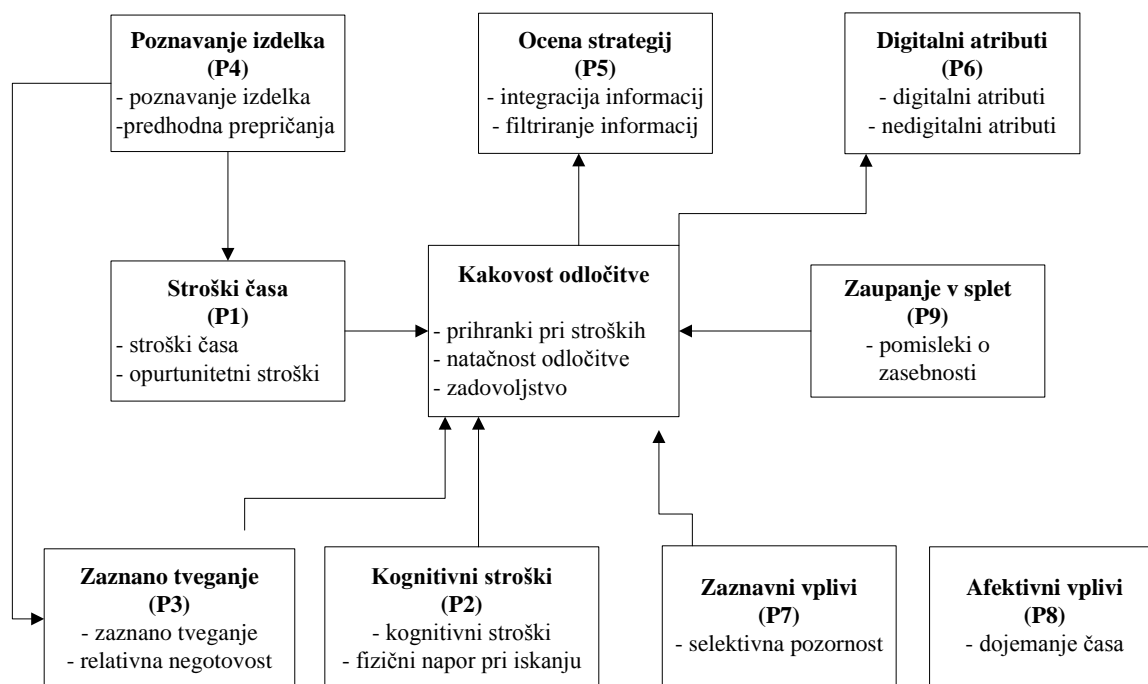 Poznavanje izdelka
(P4)
- poznavanje izdelka
-predhodna prepričanja
Ocena strategij
(P5)
- integracija informacij
- filtriranje informacij
Digitalni atributi
(P6)
- digitalni atributi
- nedigitalni atributi
Stroški časa
(P1)
- stroški časa
- opurtunitetni stroški
Kakovost odločitve
- prihranki pri stroških
- natačnost odločitve
- zadovoljstvo
Zaupanje v splet
(P9)
- pomisleki o
zasebnosti
Zaznano tveganje
(P3)
- zaznano tveganje
- relativna negotovost
Kognitivni stroški
(P2)
- kognitivni stroški
- fizični napor pri iskanju
Zaznavni vplivi
(P7)
- selektivna pozornost
Afektivni vplivi
(P8)
- dojemanje časa